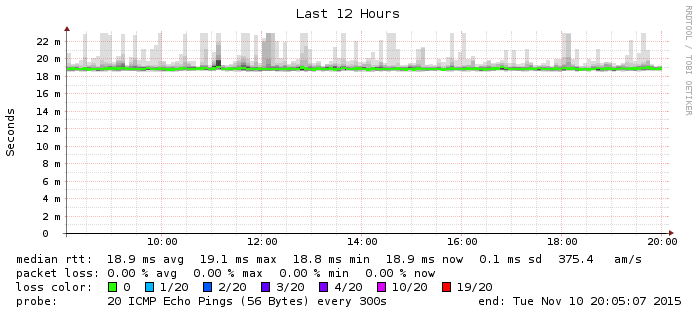 Last 12 Hours
RRDTOOL / TOBI OETIKER
Seconds
22 m
20 m
18 m
16 m
14 m
12 m
10 m
8 m
6 m
4 m
2 m
0
10:00 12:00 14:00 16:00 18:00 20:00
median rtt: 18.9 ms avg 19.1 ms max 18.8 ms min 18.9 ms now 0.1 ms sd 375.4 am/s
packet loss: 0.00 % avg 0.00 % max 0.00 % min 0.00 % now
loss color: 0 1/20 2/20 3/20 4/20 10/20 19/20
probe: 20 ICMP Echo Pings (56 Bytes) every 300s end: Tue Nov 10 20:05:07 2015